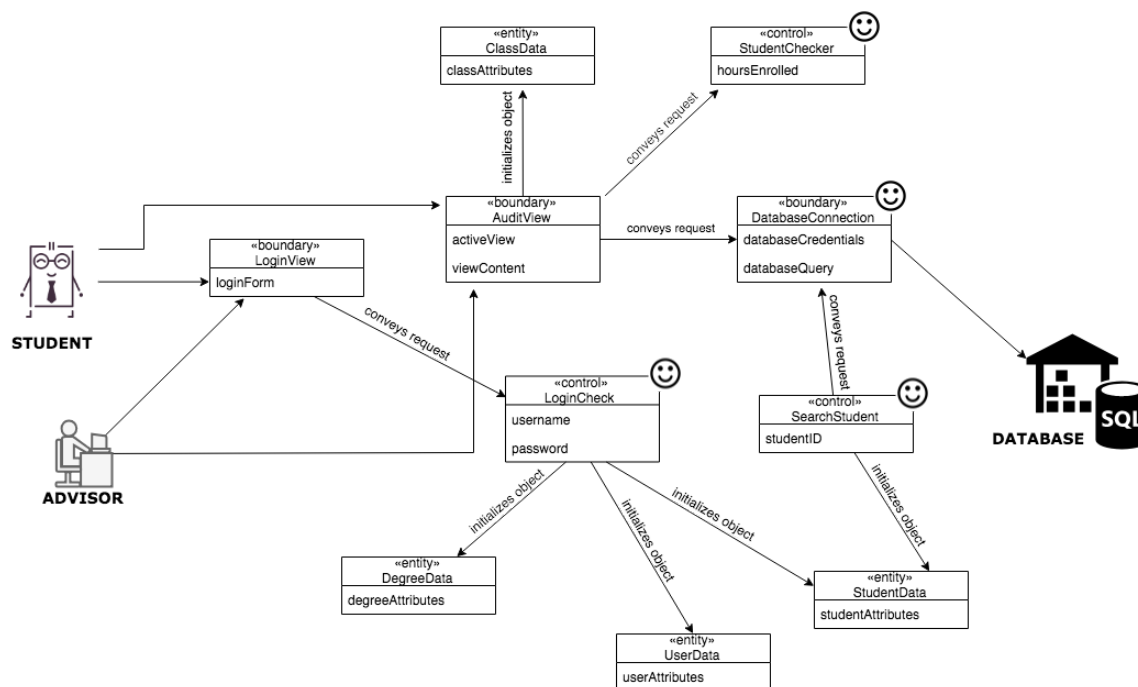 «entity»
ClassData
classAttributes
«control»
StudentChecker
hoursEnrolled
initializes object
conveys request
«boundary»
AuditView
activeView
viewContent
conveys request
«boundary»
DatabaseConnection
databaseCredentials
databaseQuery
«boundary»
LoginView
loginForm
STUDENT
conveys request
conveys request
«control»
LoginCheck
username
password
«control»
SearchStudent
studentID
SQL
DATABASE
ADVISOR
initializes object
initializes object
initializes object
initializes object
«entity»
DegreeData
degreeAttributes
«entity»
StudentData
studentAttributes
«entity»
UserData
userAttributes